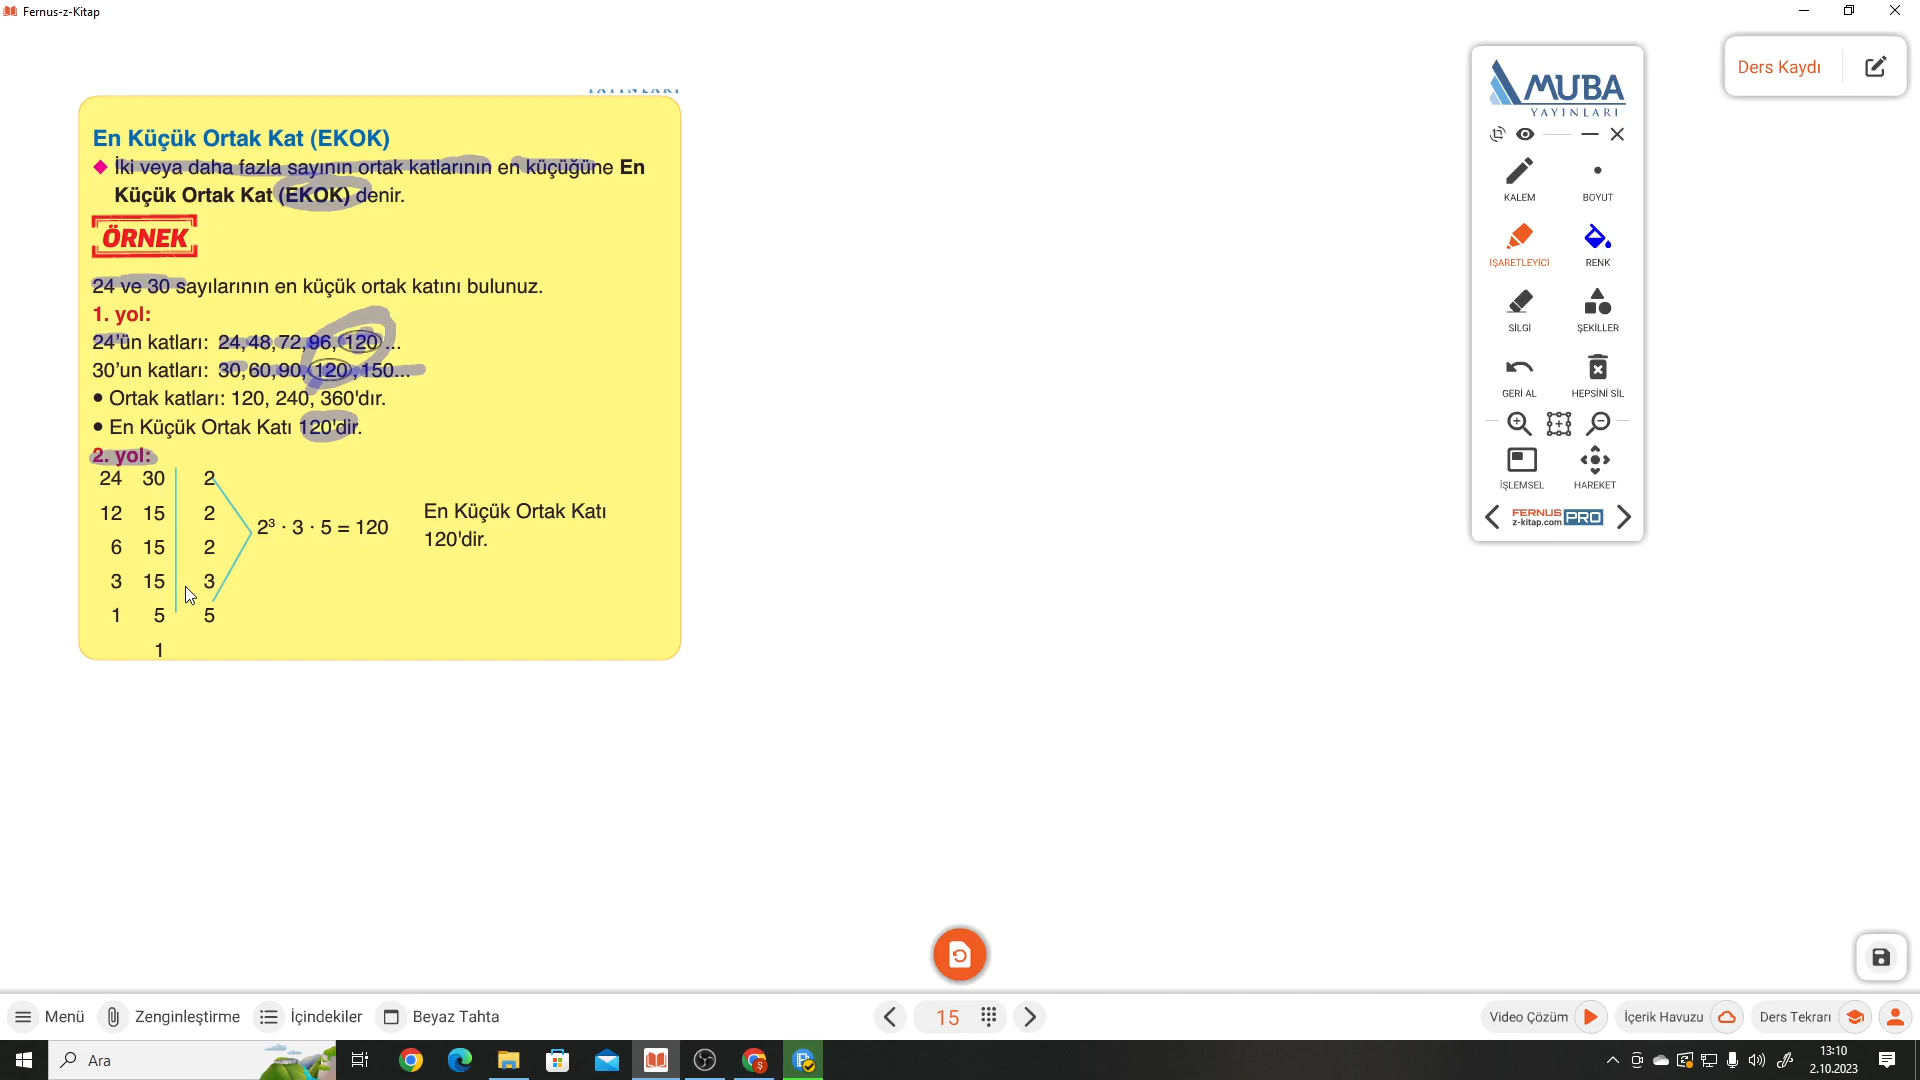 Fernus-z-Kitap
YAYINLARI
En Küçük Ortak Kat (EKOK)
İki veya daha fazla sayının ortak katlarının en küçüğüne En
Küçük Ortak Kat (EKOK) denir.
ÖRNEK
24 ve 30 sayılarının en küçük ortak katını bulunuz.
1. yol:
24'ün katları: 24, 48, 72, 96, 120 ...
30'un katları: 30, 60, 90, 120, 150...
• Ortak katları: 120, 240, 360'dır.
• En Küçük Ortak Katı 120'dir.
2. yol:
24 30 2
12 15 2
6 15 2
3 15 3
1 5 5
1
2³ · 3 · 5 = 120
En Küçük Ortak Katı
120'dir.
MUBA
YAYINLARI
KALEM BOYUT
İŞARETLEYİCİ RENK
SİLGİ ŞEKİLLER
GERİ AL HEPSİNİ SİL
İŞLEMSEL HAREKET
FERNUS
z-kitap.com PRO
Ders Kaydı
Menü Zenginleştirme İçindekiler Beyaz Tahta 15 Video Çözüm İçerik Havuzu Ders Tekrarı
Ara
13:10
2.10.2023